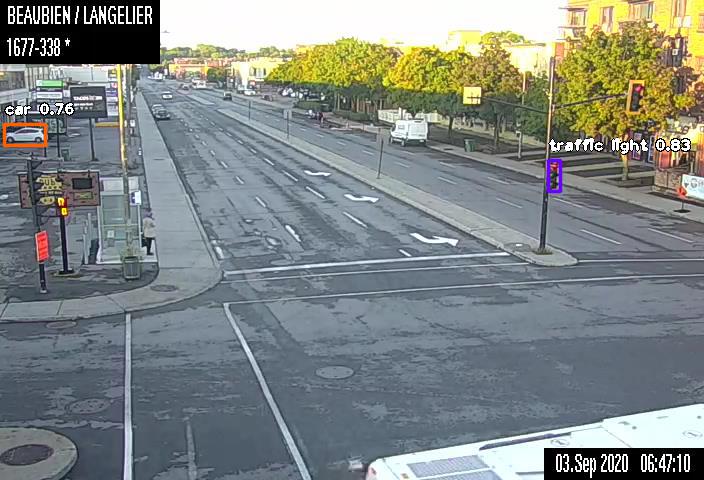 BEAUBIEN / LANGELIER
1677-338 *
car 0.76
traffic light 0.83
03.Sep 2020 06:47:10